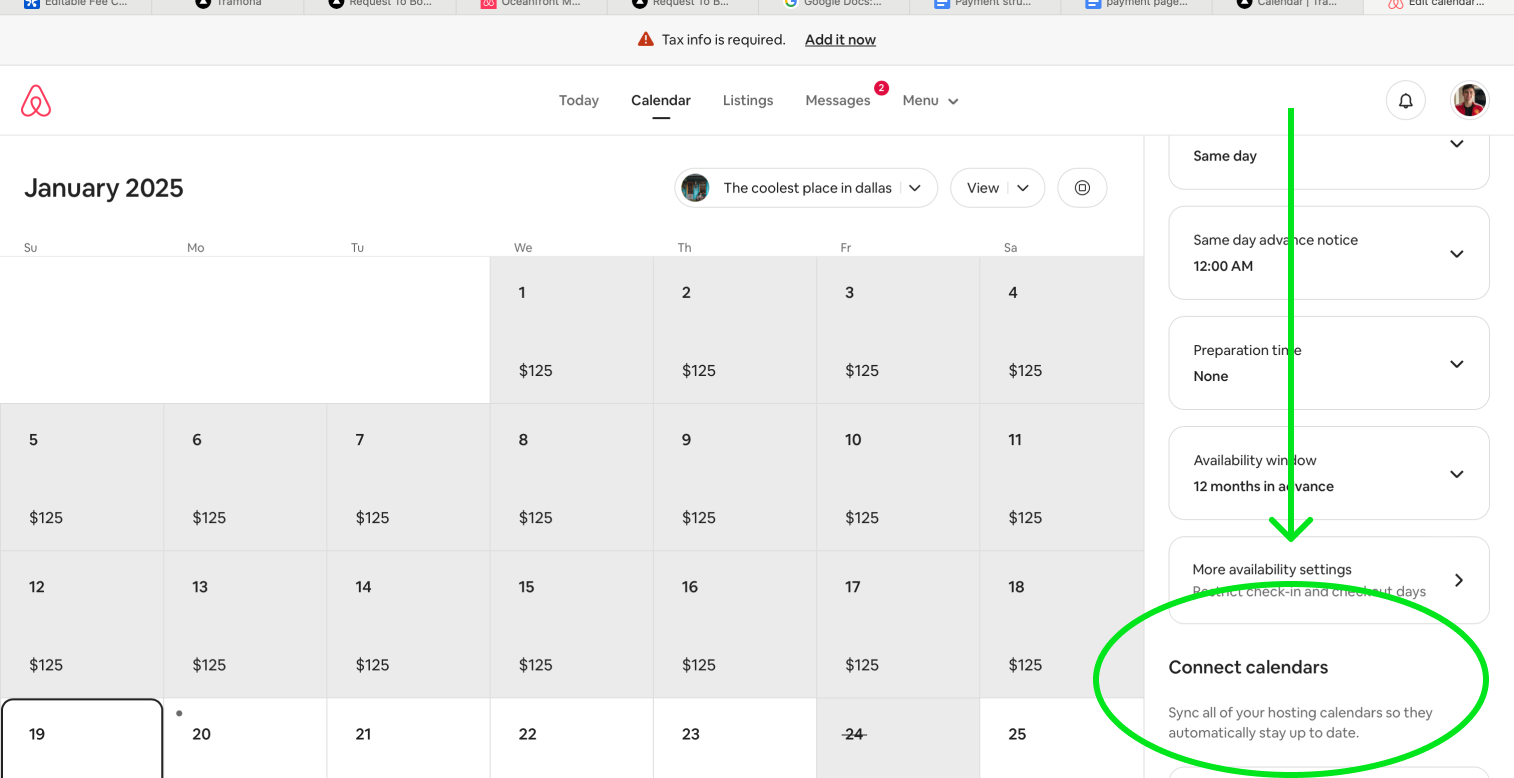 Editable Fee C...
Tramona
Request To Bo...
Oceanfront M...
Request To B...
Google Docs:...
Payment stru...
payment page...
Calendar | Tra...
Edit calendar...
Tax info is required. Add it now
Today Calendar Listings Messages 2 Menu
January 2025
The coolest place in dallas
View
Su Mo Tu We Th Fr Sa
1 2 3 4
$125 $125 $125 $125
5 6 7 8 9 10 11
$125 $125 $125 $125 $125 $125 $125
12 13 14 15 16 17 18
$125 $125 $125 $125 $125 $125 $125
19 20 21 22 23 24 25
Same day
Same day advance notice
12:00 AM
Preparation time
None
Availability window
12 months in advance
More availability settings
Restrict check-in and checkout days
Connect calendars
Sync all of your hosting calendars so they
automatically stay up to date.